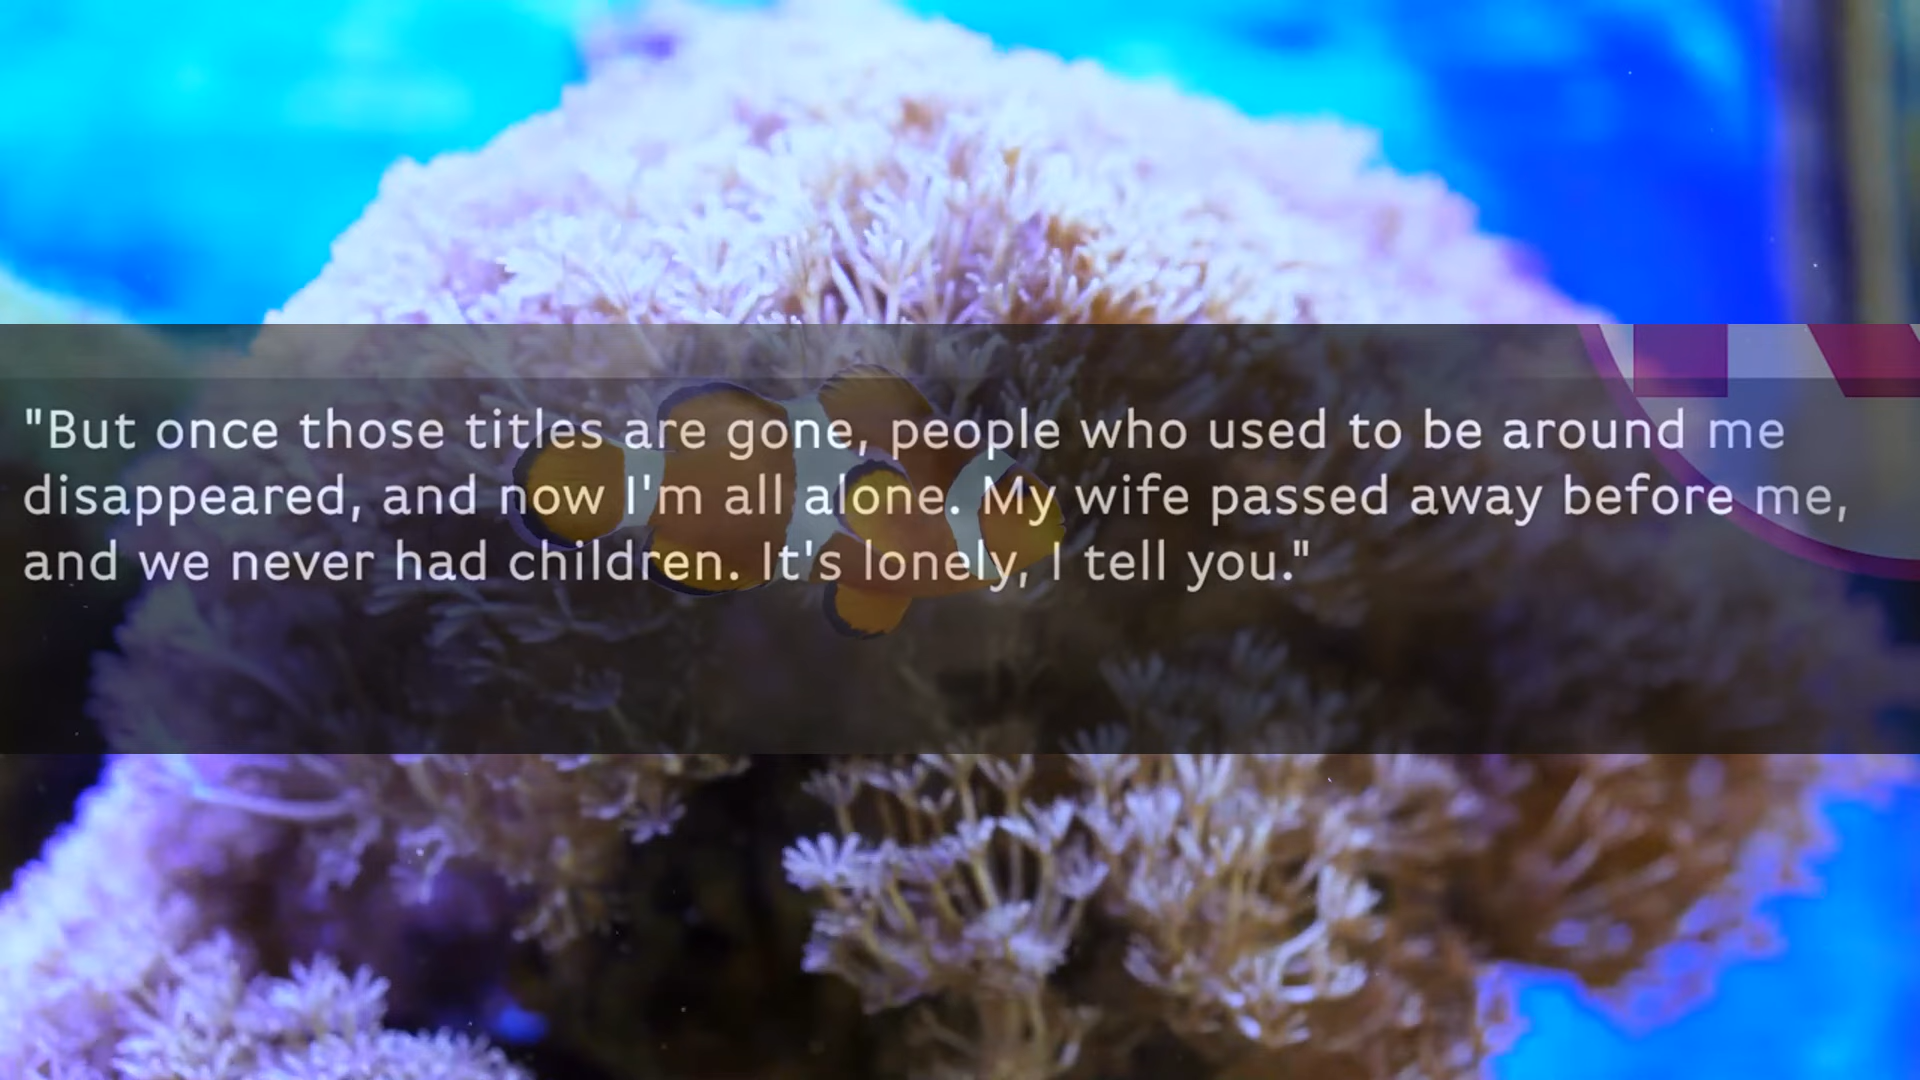 "But once those titles are gone, people who used to be around me
disappeared, and now I'm all alone. My wife passed away before me,
and we never had children. It's lonely, I tell you."